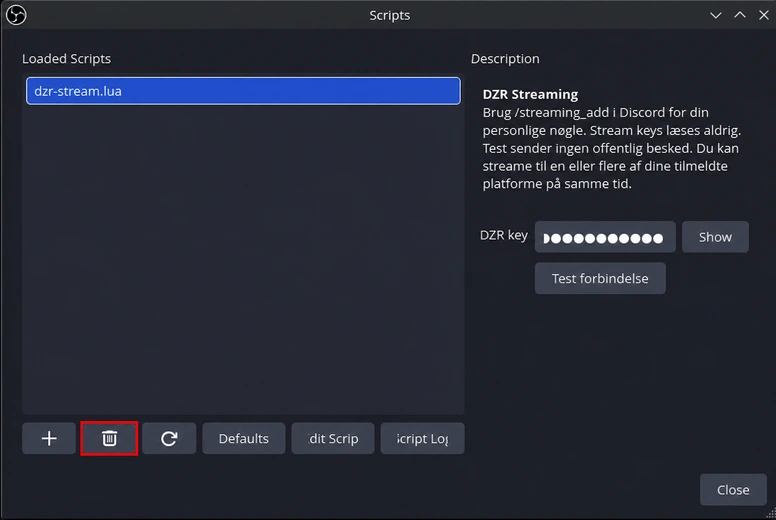 Scripts
Loaded Scripts
dzr-stream.lua
Description
DZR Streaming
Brug /streaming_add i Discord for din
personlige nøgle. Stream keys læses aldrig.
Test sender ingen offentlig besked. Du kan
streame til en eller flere af dine tilmeldte
platforme på samme tid.
DZR key
Show
Test forbindelse
Defaults
dit Scrip
cript Log
Close